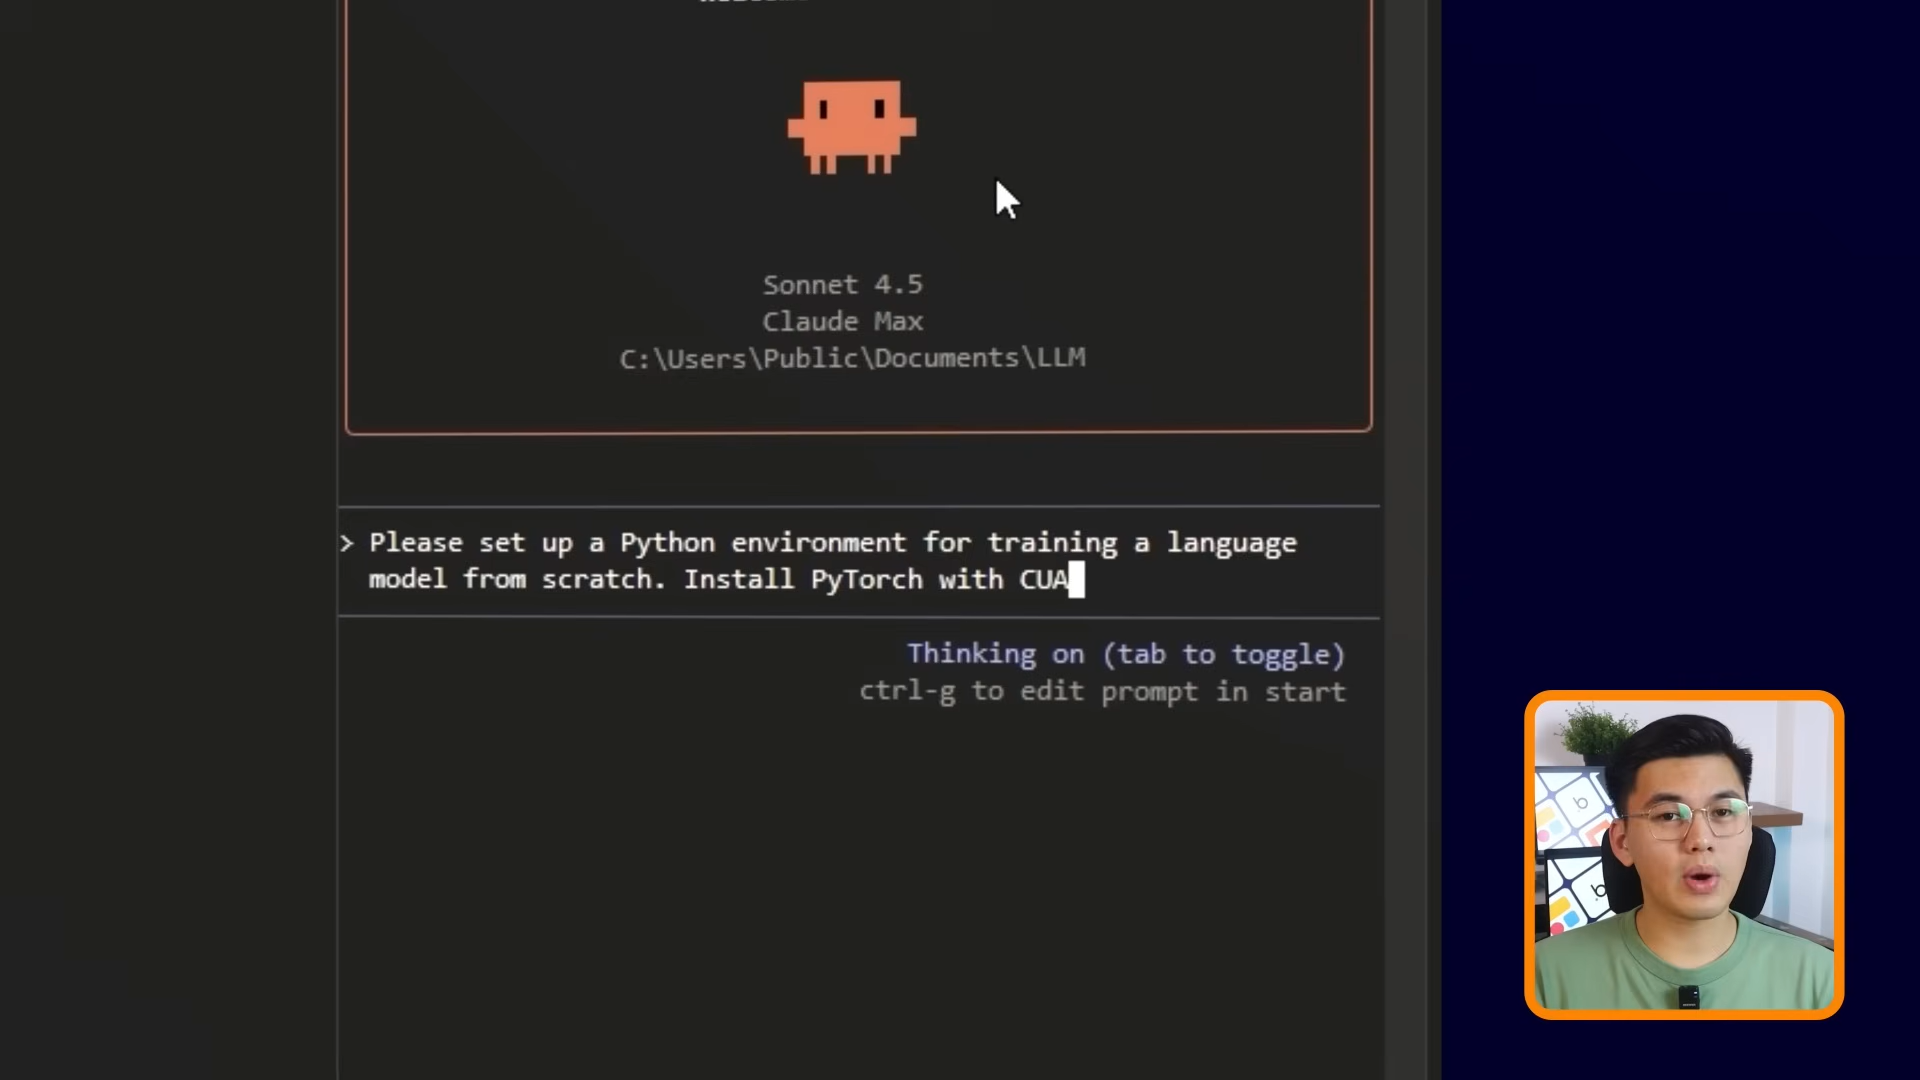 Sonnet 4.5
Claude Max
C:\Users\Public\Documents\LLM
> Please set up a Python environment for training a language
model from scratch. Install PyTorch with CUA
Thinking on (tab to toggle)
ctrl-g to edit prompt in start
b
b